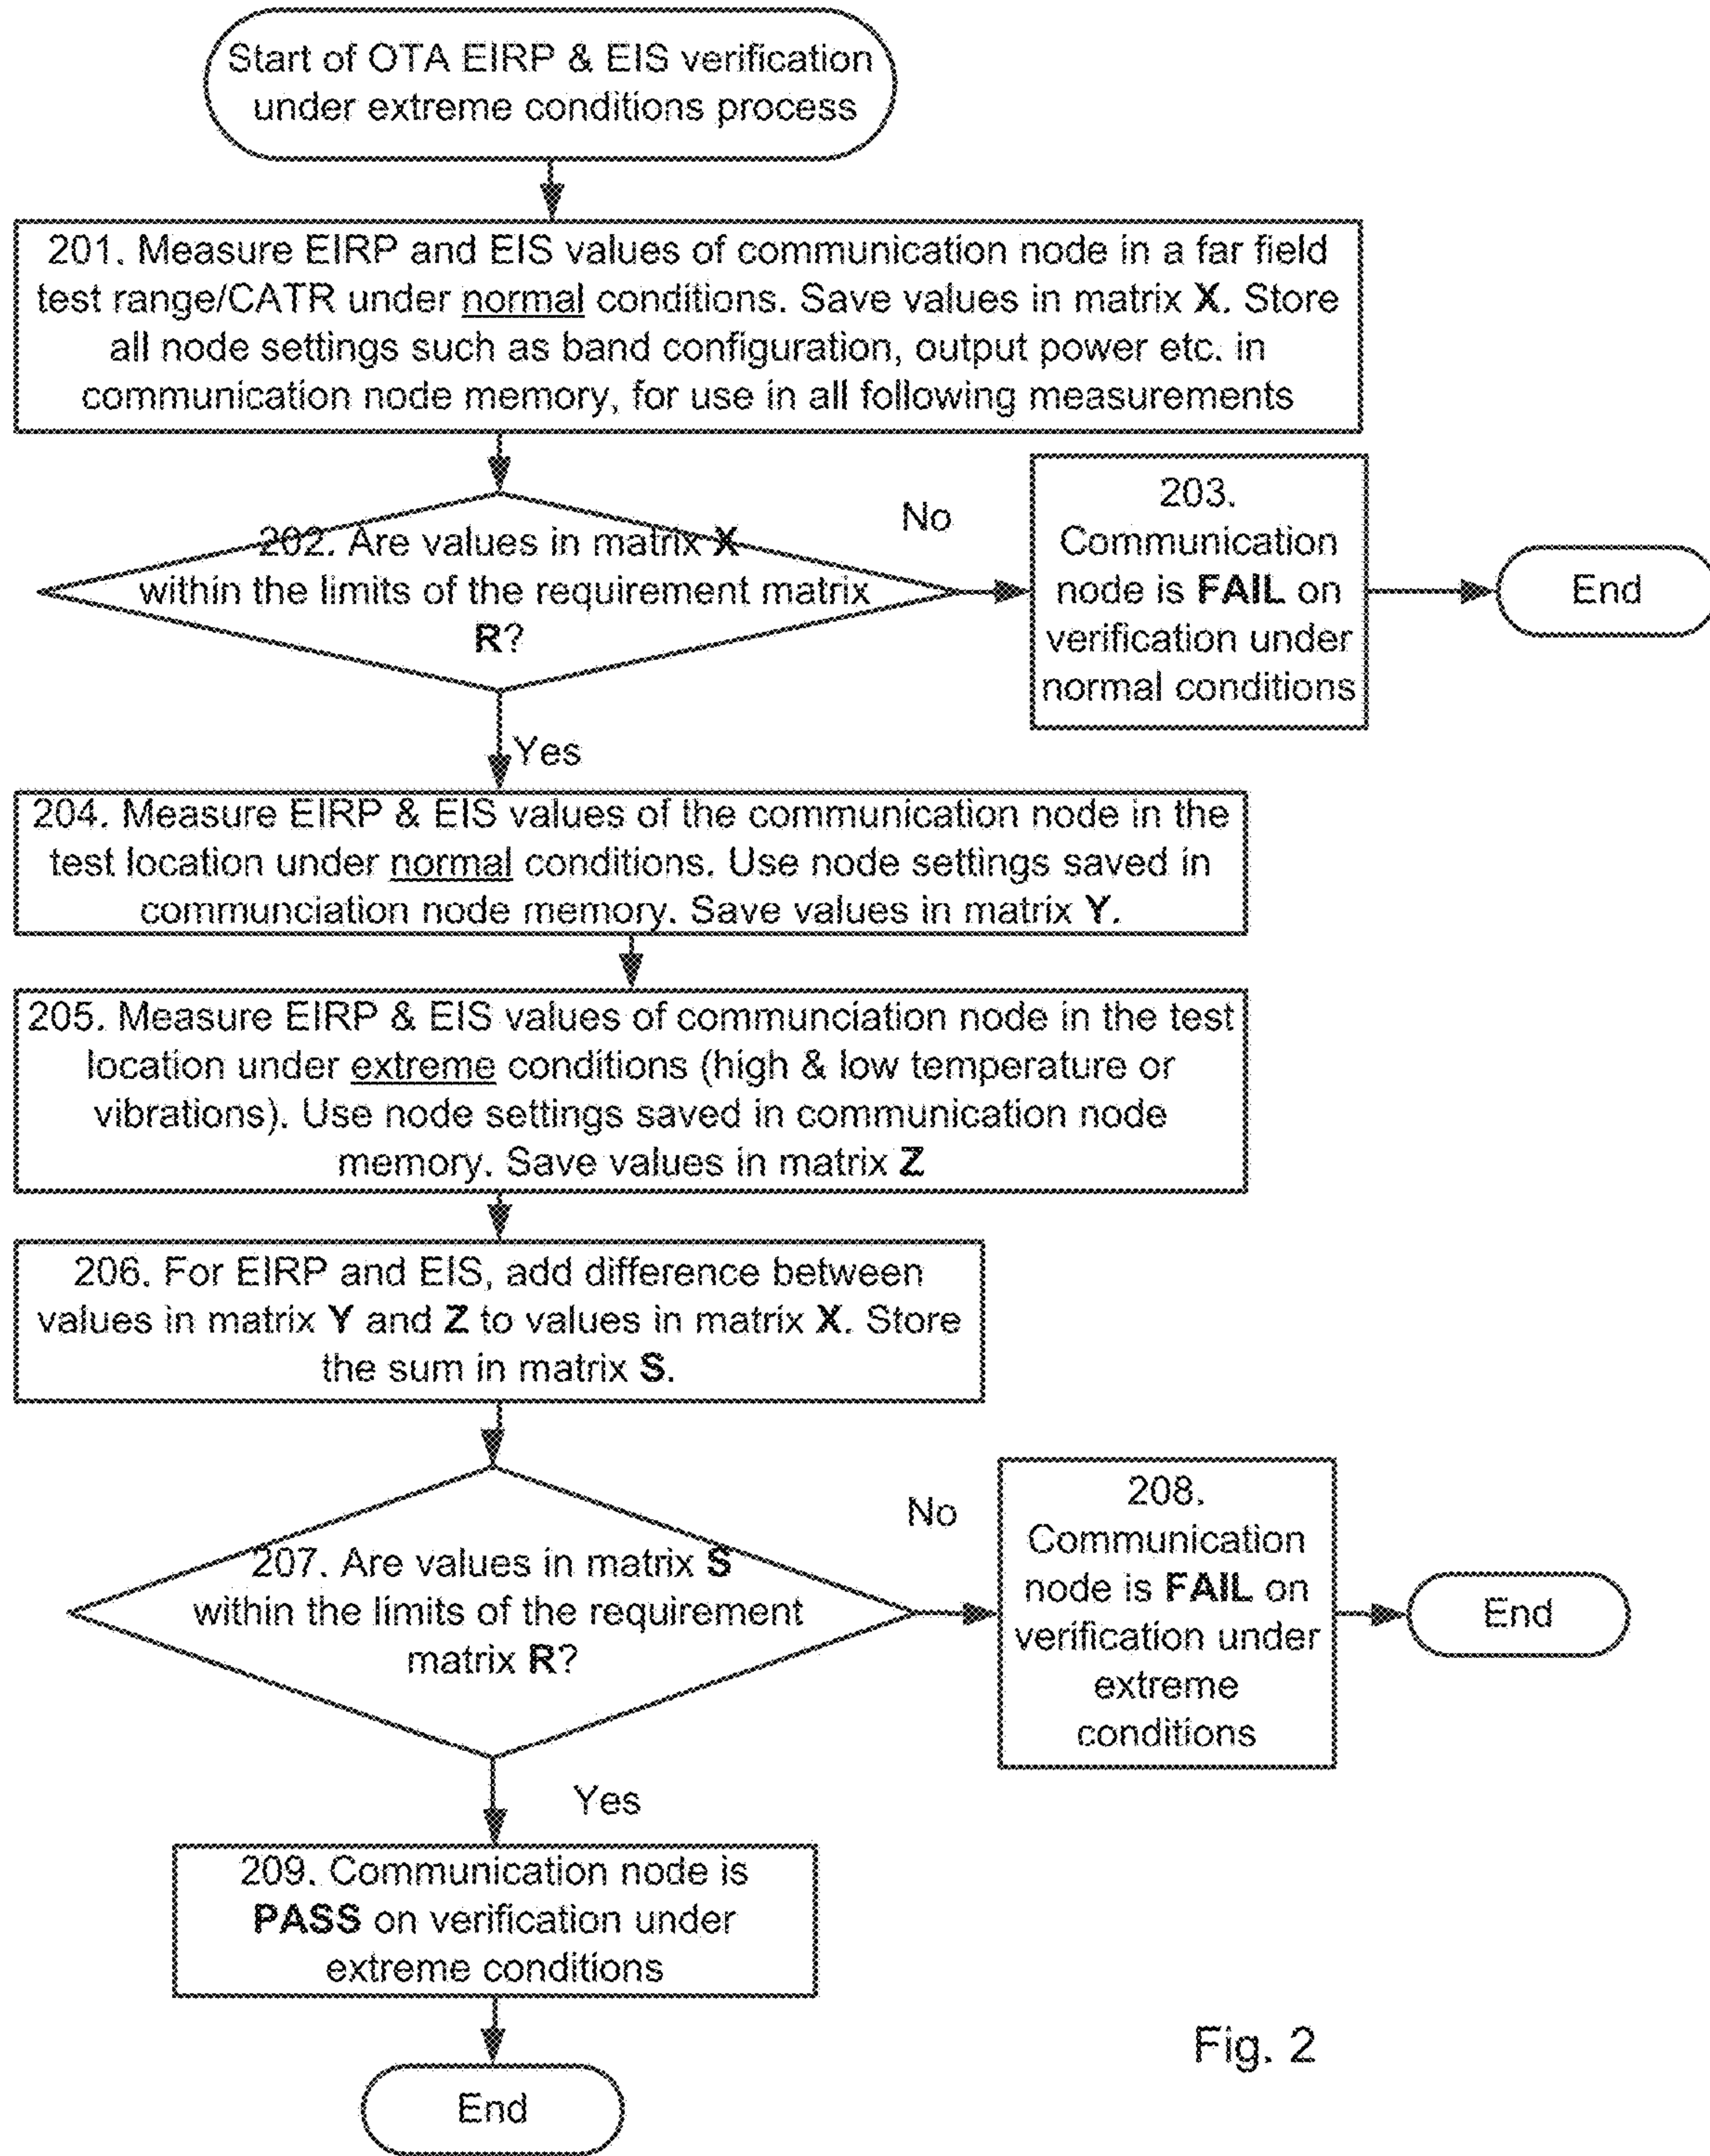 Start of OTA EIRP & EIS verification
under extreme conditions process
201. Measure EIRP and EIS values of communication node in a far field
test range/CATR under normal conditions. Save values in matrix X. Store
all node settings such as band configuration, output power etc. in
communication node memory, for use in all following measurements
202. Are values in matrix X
within the limits of the requirement matrix
R?
No
203.
Communication
node is FAIL on
verification under
normal conditions
End
Yes
204. Measure EIRP & EIS values of the communication node in the
test location under normal conditions. Use node settings saved in
communciation node memory. Save values in matrix Y.
205. Measure EIRP & EIS values of communciation node in the test
location under extreme conditions (high & low temperature or
vibrations). Use node settings saved in communication node
memory. Save values in matrix Z
206. For EIRP and EIS, add difference between
values in matrix Y and Z to values in matrix X. Store
the sum in matrix S.
207. Are values in matrix S
within the limits of the requirement
matrix R?
No
208.
Communication
node is FAIL on
verification under
extreme
conditions
End
Yes
209. Communication node is
PASS on verification under
extreme conditions
End
Fig. 2